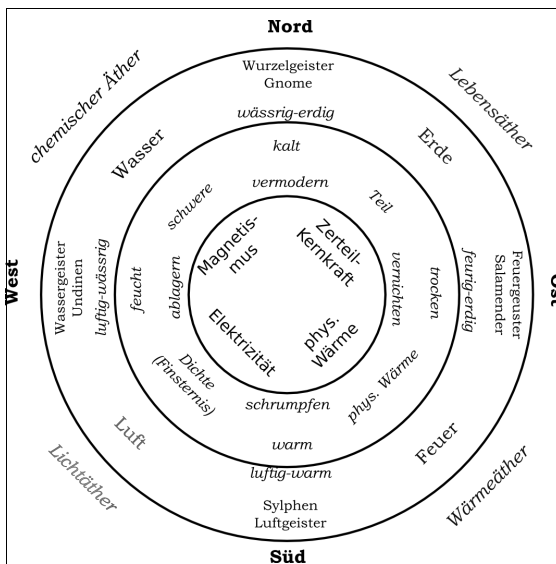 Nord
chemischer Äther
Lebensäther
Wurzelgeister
Gnome
wässrig-erdig
Wasser
Erde
kalt
vermodern
schwere
Teil
Magnetis-
mus
Zerteil-
Kernkraft
West
Wassergeister
Undinen
luftig-wässrig
feucht
ablagern
vernichten
trocken
feurig-erdig
Feuergeuster
Salamender
Ost
Elektrizität
phys.
Wärme
Dichte
(Finsternis)
schrumpfen
phys. Wärme
Luft
warm
Feuer
luftig-warm
Lichtäther
Sylphen
Luftgeister
Wärmeäther
Süd